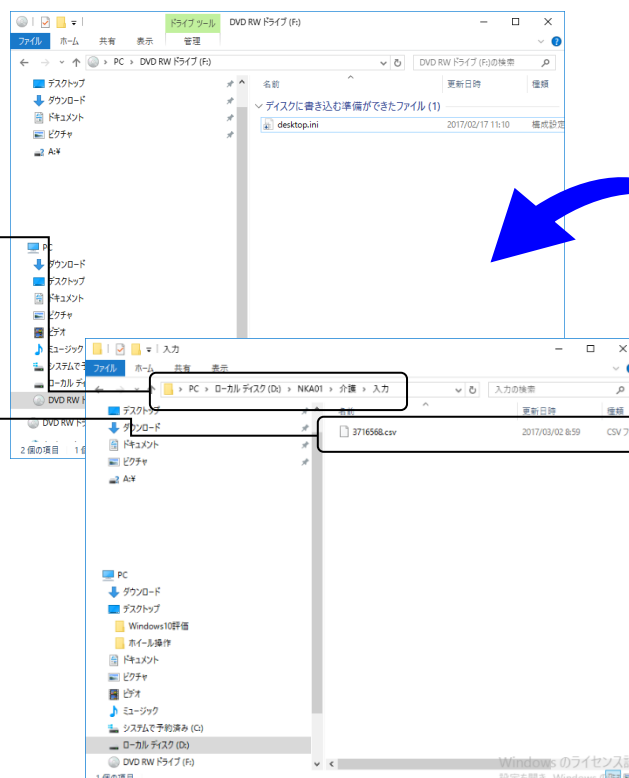 ドライブ ツール DVD RW ドライブ (F:)
ファイル ホーム 共有 表示 管理
PC › DVD RW ドライブ (F:) DVD RW ドライブ (F:)の検索
デスクトップ
ダウンロード
ドキュメント
ピクチャ
A:¥
名前 更新日時 種類
ディスクに書き込む準備ができたファイル (1)
desktop.ini 2017/02/17 11:10 構成設定
PC
ダウンロード
デスクトップ
ドキュメント
ピクチャ
ビデオ
ミュージック
システムで
ローカル ディ
DVD RW
DVD RW
2 個の項目
入力
ファイル ホーム 共有 表示
PC › ローカル ディスク (D:) › NKA01 › 介護 › 入力 入力の検索
デスクトップ
ダウンロード
ドキュメント
ピクチャ
A:¥
名前 更新日時 種類
3716568.csv 2017/03/02 8:59 CSV フ
PC
ダウンロード
デスクトップ
Windows10評価
ホイール操作
ドキュメント
ピクチャ
ビデオ
ミュージック
システムで予約済み (C:)
ローカル ディスク (D:)
DVD RW ドライブ (F:)
1 個の項目
Windows のライセンス認